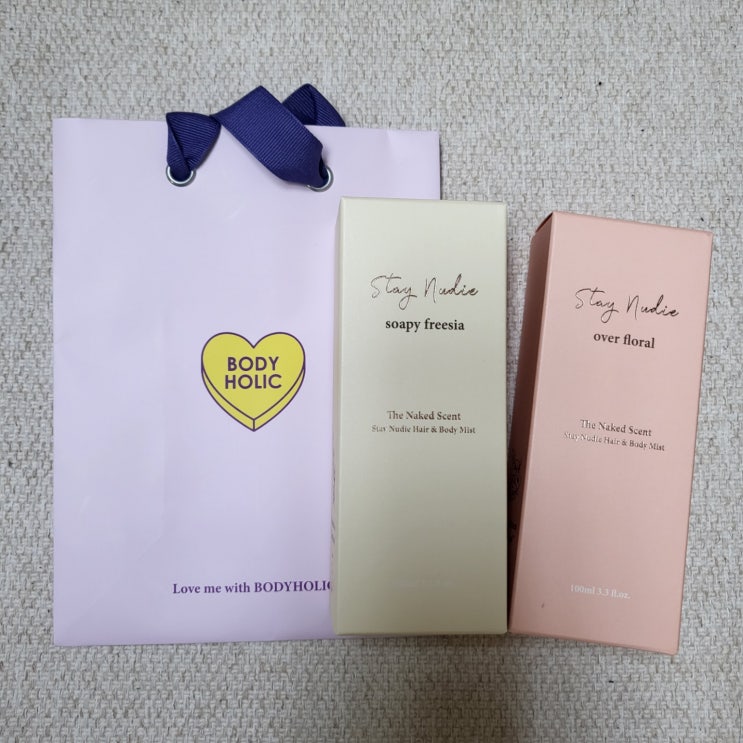 BODY
HOLIC
Love me with BODYHOLIC
Stay Nudie
soapy freesia
The Naked Scent
Stay Nudie Hair & Body Mist
Stay Nudie
over floral
The Naked Scent
Stay Nudie Hair & Body Mist
100ml 3.3 fl.oz.